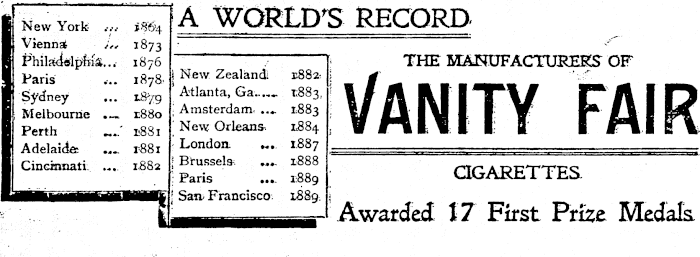 A WORLD'S RECORD
New York ... 1864
Vienna ... 1873
Philadelphia... 1876
Paris ... 1878
Sydney ... 1879
Melbourne ... 1880
Perth ... 1881
Adelaide ... 1881
Cincinnati ... 1882
New Zealand 1882
Atlanta, Ga..... 1883
Amsterdam ... 1883
New Orleans 1884
London ... 1887
Brussels ... 1888
Paris ... 1889
San Francisco 1889
THE MANUFACTURERS OF
VANITY FAIR
CIGARETTES.
Awarded 17 First Prize Medals